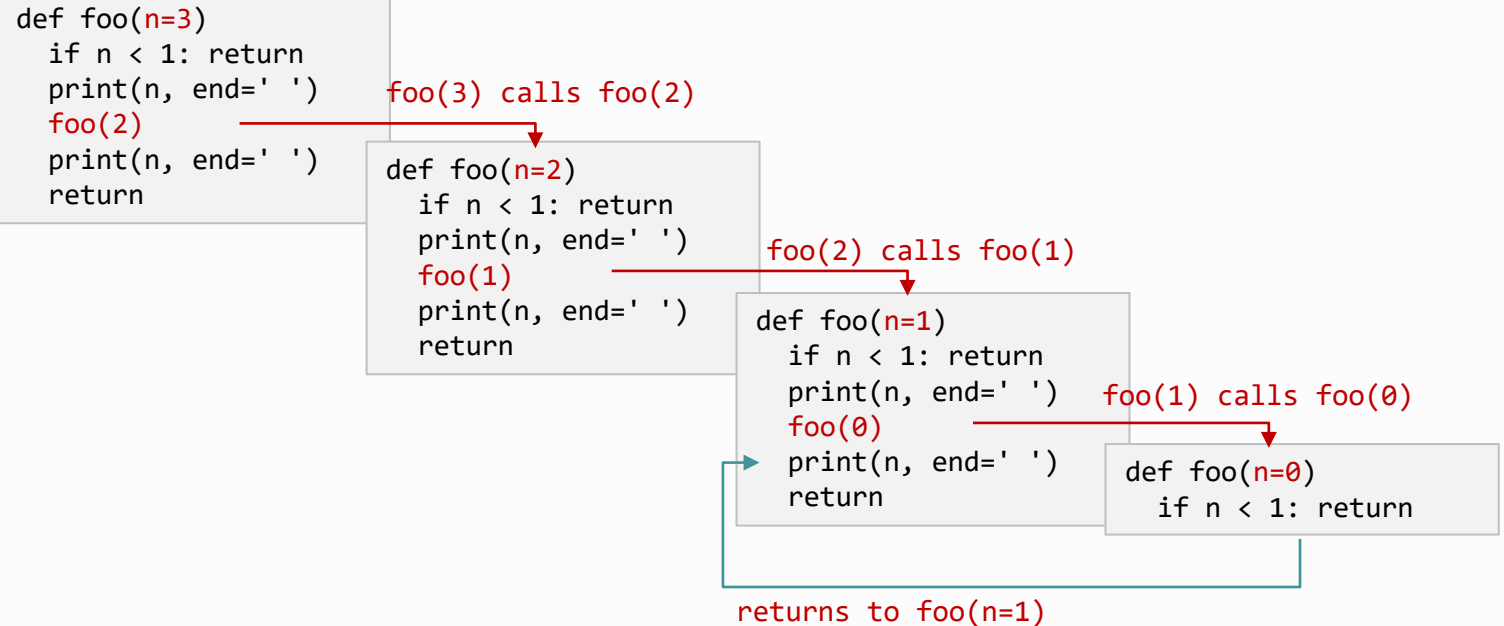 def foo(n=3)
  if n < 1: return
  print(n, end=' ')
  foo(2)
  print(n, end=' ')
  return
foo(3) calls foo(2)
def foo(n=2)
  if n < 1: return
  print(n, end=' ')
  foo(1)
  print(n, end=' ')
  return
foo(2) calls foo(1)
def foo(n=1)
  if n < 1: return
  print(n, end=' ')
  foo(0)
  print(n, end=' ')
  return
foo(1) calls foo(0)
def foo(n=0)
  if n < 1: return
returns to foo(n=1)